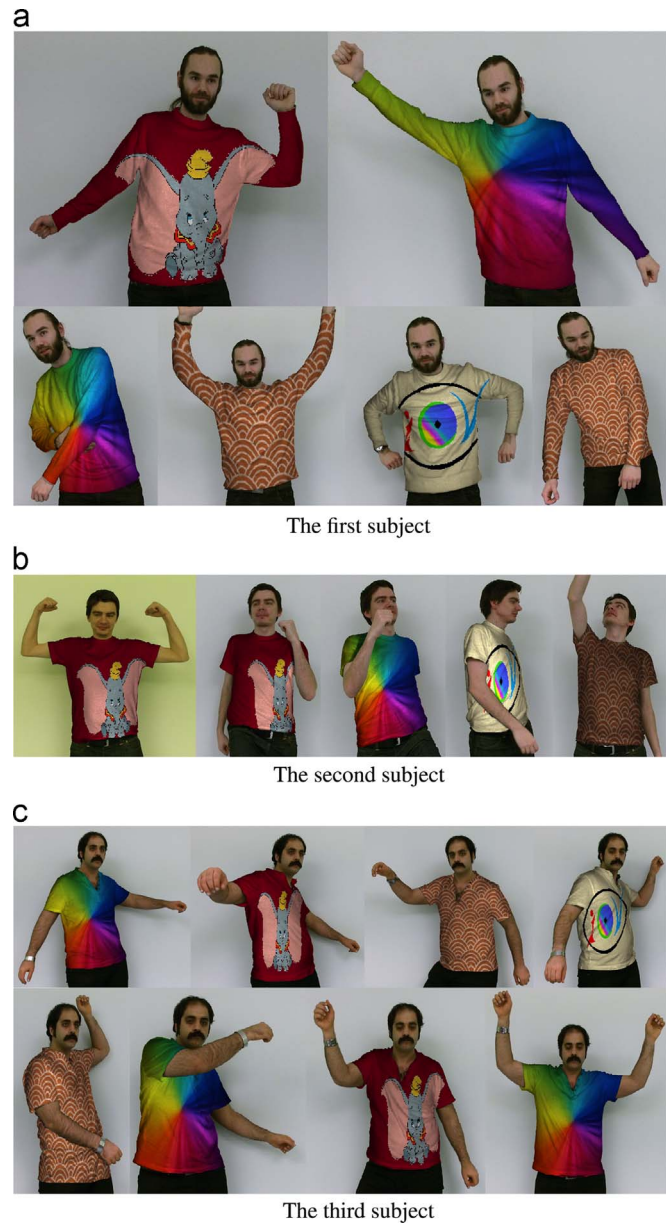 a
The first subject
b
The second subject
c
The third subject